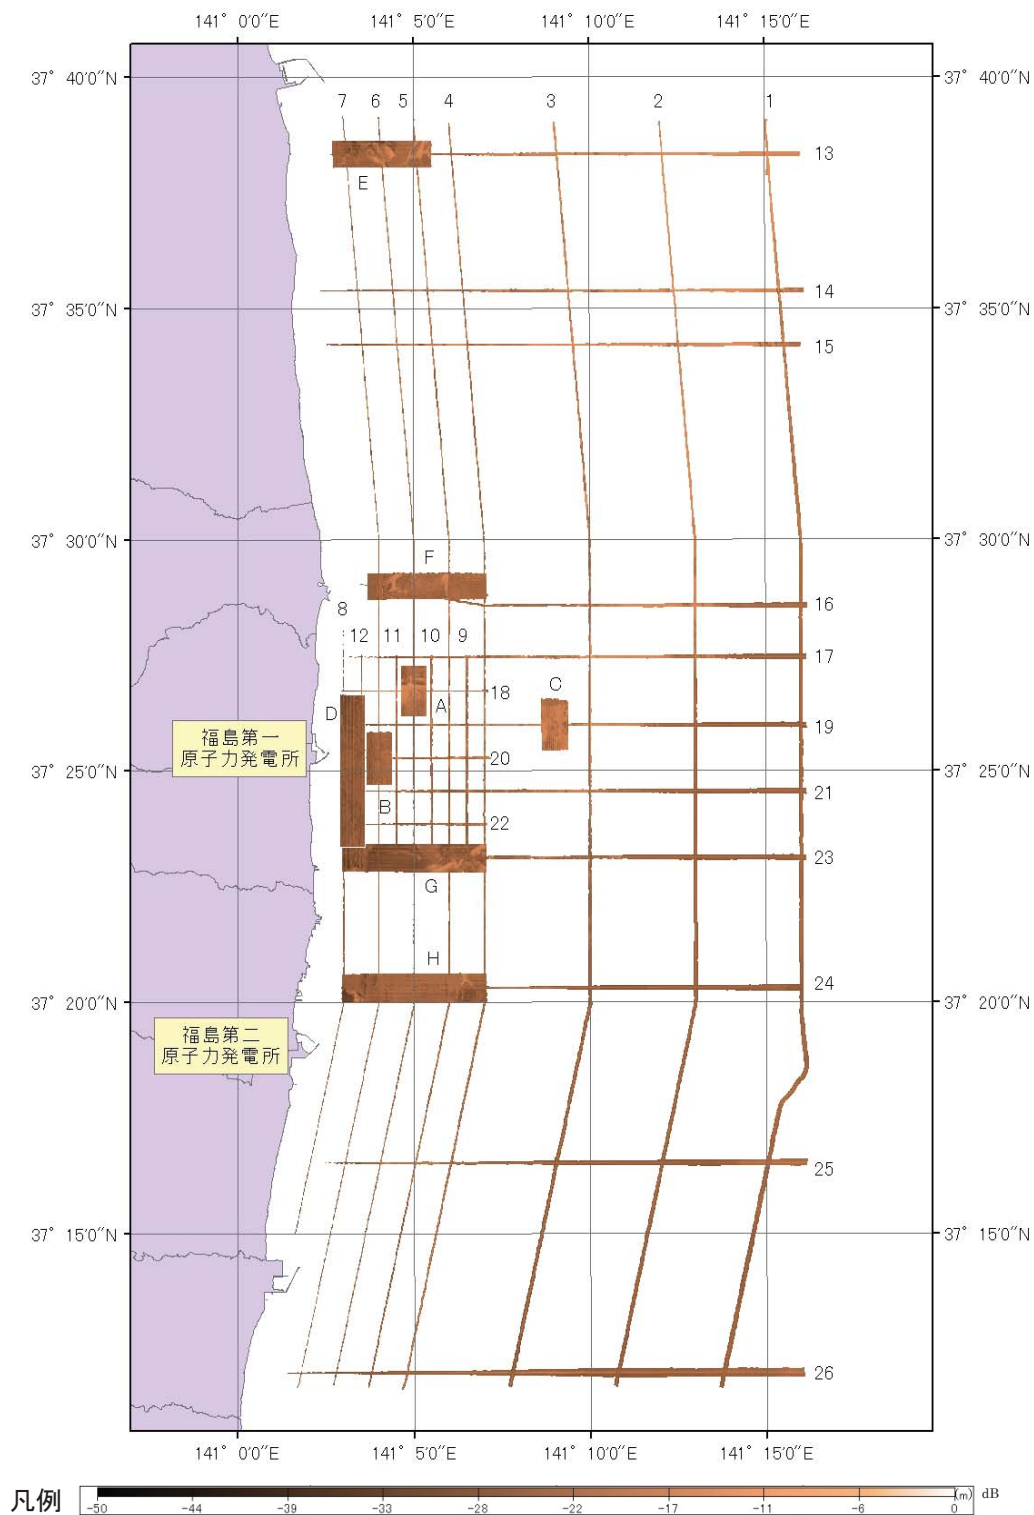 141° 0'0"E 141° 5'0"E 141° 10'0"E 141° 15'0"E
37° 40'0"N 37° 40'0"N
7 6 5 4 3 2 1
13
E
37° 35'0"N 14 37° 35'0"N
15
37° 30'0"N 37° 30'0"N
F
8 16
12 11 10 9 17
18 C
D A
19
福島第一
原子力発電所
20
37° 25'0"N 37° 25'0"N
21
B
22
23
G
H
24
37° 20'0"N 37° 20'0"N
福島第二
原子力発電所
25
37° 15'0"N 37° 15'0"N
26
141° 0'0"E 141° 5'0"E 141° 10'0"E 141° 15'0"E
凡例 (m) dB
-50 -44 -39 -33 -28 -22 -17 -11 -6 0